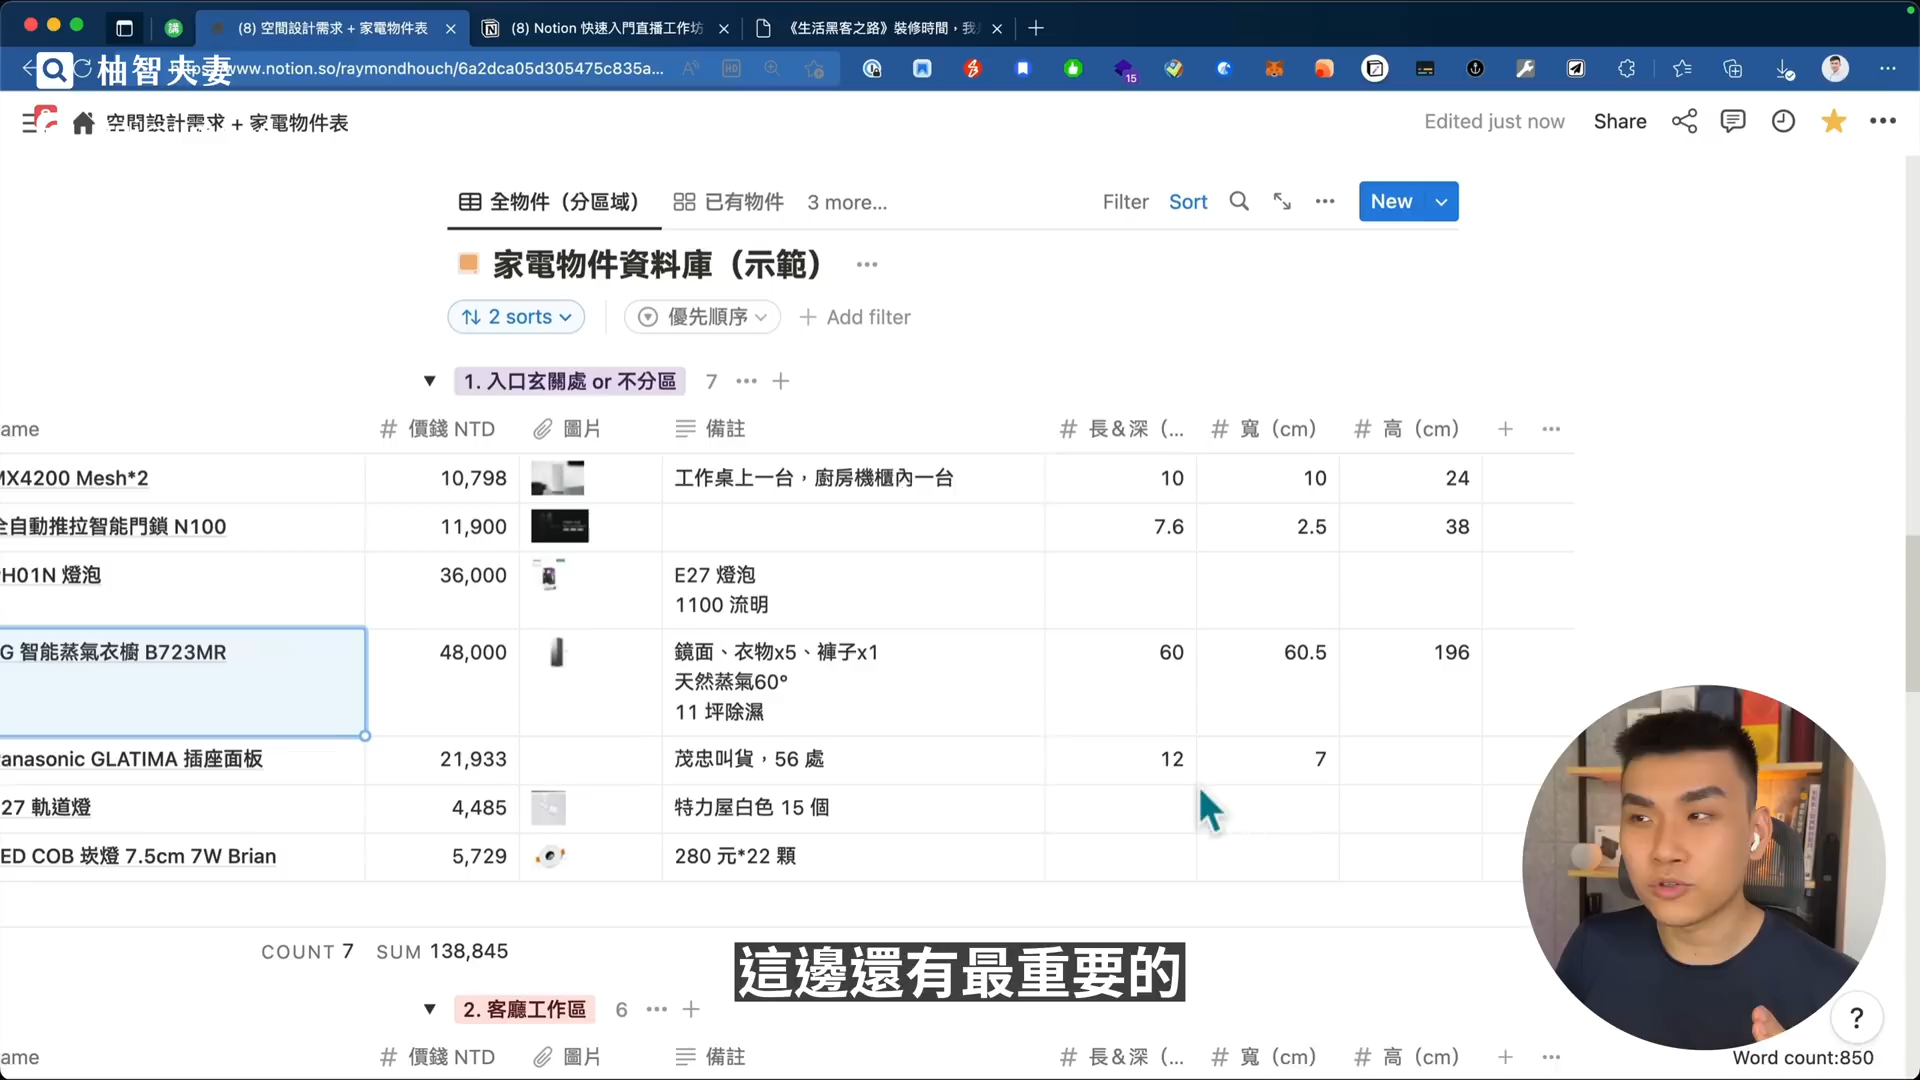 講
(8) 空間設計需求 + 家電物件表
(8) Notion 快速入門直播工作坊
《生活黑客之路》裝修時間，我
柚智夫妻
www.notion.so/raymondhouch/6a2dca05d305475c835a...
15
空間設計需求 + 家電物件表
Edited just now
Share
全物件（分區域）
已有物件
3 more...
Filter
Sort
New
家電物件資料庫（示範）
2 sorts
優先順序
Add filter
1. 入口玄關處 or 不分區
7
ame
# 價錢 NTD
圖片
備註
# 長＆深（...
# 寬（cm）
# 高（cm）
MX4200 Mesh*2
10,798
工作桌上一台，廚房機櫃內一台
10
10
24
全自動推拉智能門鎖 N100
11,900
7.6
2.5
38
H01N 燈泡
36,000
E27 燈泡
1100 流明
G 智能蒸氣衣櫥 B723MR
48,000
鏡面、衣物x5、褲子x1
天然蒸氣60°
11 坪除濕
60
60.5
196
anasonic GLATIMA 插座面板
21,933
茂忠叫貨，56 處
12
7
27 軌道燈
4,485
特力屋白色 15 個
ED COB 崁燈 7.5cm 7W Brian
5,729
280 元*22 顆
COUNT 7
SUM 138,845
這邊還有最重要的
2. 客廳工作區
6
ame
# 價錢 NTD
圖片
備註
# 長＆深（...
# 寬（cm）
# 高（cm）
?
Word count:850